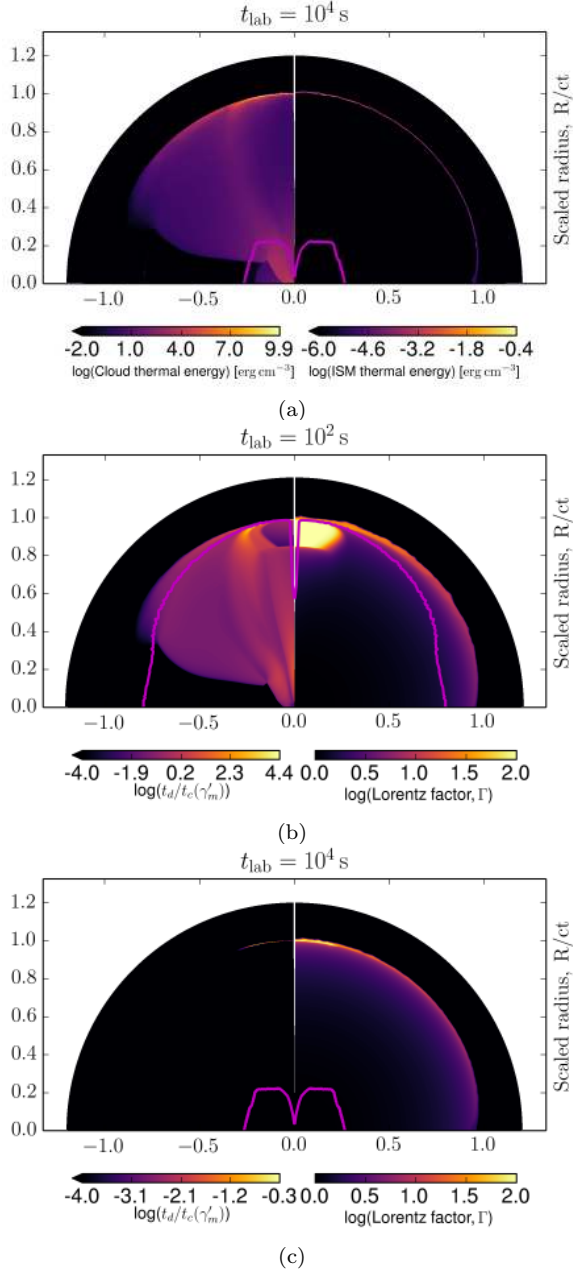 t_lab = 10^4 s
1.2
1.0
0.8
0.6
0.4
0.2
0.0
Scaled radius, R/ct
−1.0 −0.5 0.0 0.5 1.0
−2.0 1.0 4.0 7.0 9.9 −6.0 −4.6 −3.2 −1.8 −0.4
log(Cloud thermal energy) [erg cm^−3] log(ISM thermal energy) [erg cm^−3]
(a)
t_lab = 10^2 s
1.2
1.0
0.8
0.6
0.4
0.2
0.0
Scaled radius, R/ct
−1.0 −0.5 0.0 0.5 1.0
−4.0 −1.9 0.2 2.3 4.4 0.0 0.5 1.0 1.5 2.0
log(t_d/t_c(γ′_m)) log(Lorentz factor, Γ)
(b)
t_lab = 10^4 s
1.2
1.0
0.8
0.6
0.4
0.2
0.0
Scaled radius, R/ct
−1.0 −0.5 0.0 0.5 1.0
−4.0 −3.1 −2.1 −1.2 −0.3 0.0 0.5 1.0 1.5 2.0
log(t_d/t_c(γ′_m)) log(Lorentz factor, Γ)
(c)